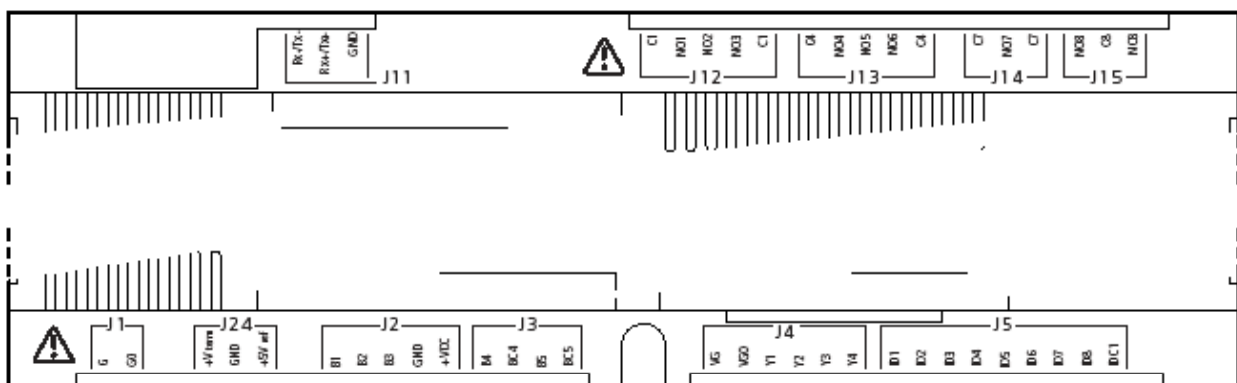 Rx-/Tx- Rx+/Tx+ GND
J11
C1 NO1 NO2 NO3 C1
J12
C4 NO4 NO5 NO6 C4
J13
C7 NO7 C7
J14
NO8 C8 NC8
J15
J1
G G0
J24
+Vterm GND +5Vref
J2
B1 B2 B3 GND +VDC
J3
B4 BC4 B5 BC5
J4
VG VG0 Y1 Y2 Y3 Y4
J5
ID1 ID2 ID3 ID4 ID5 ID6 ID7 ID8 IDC1